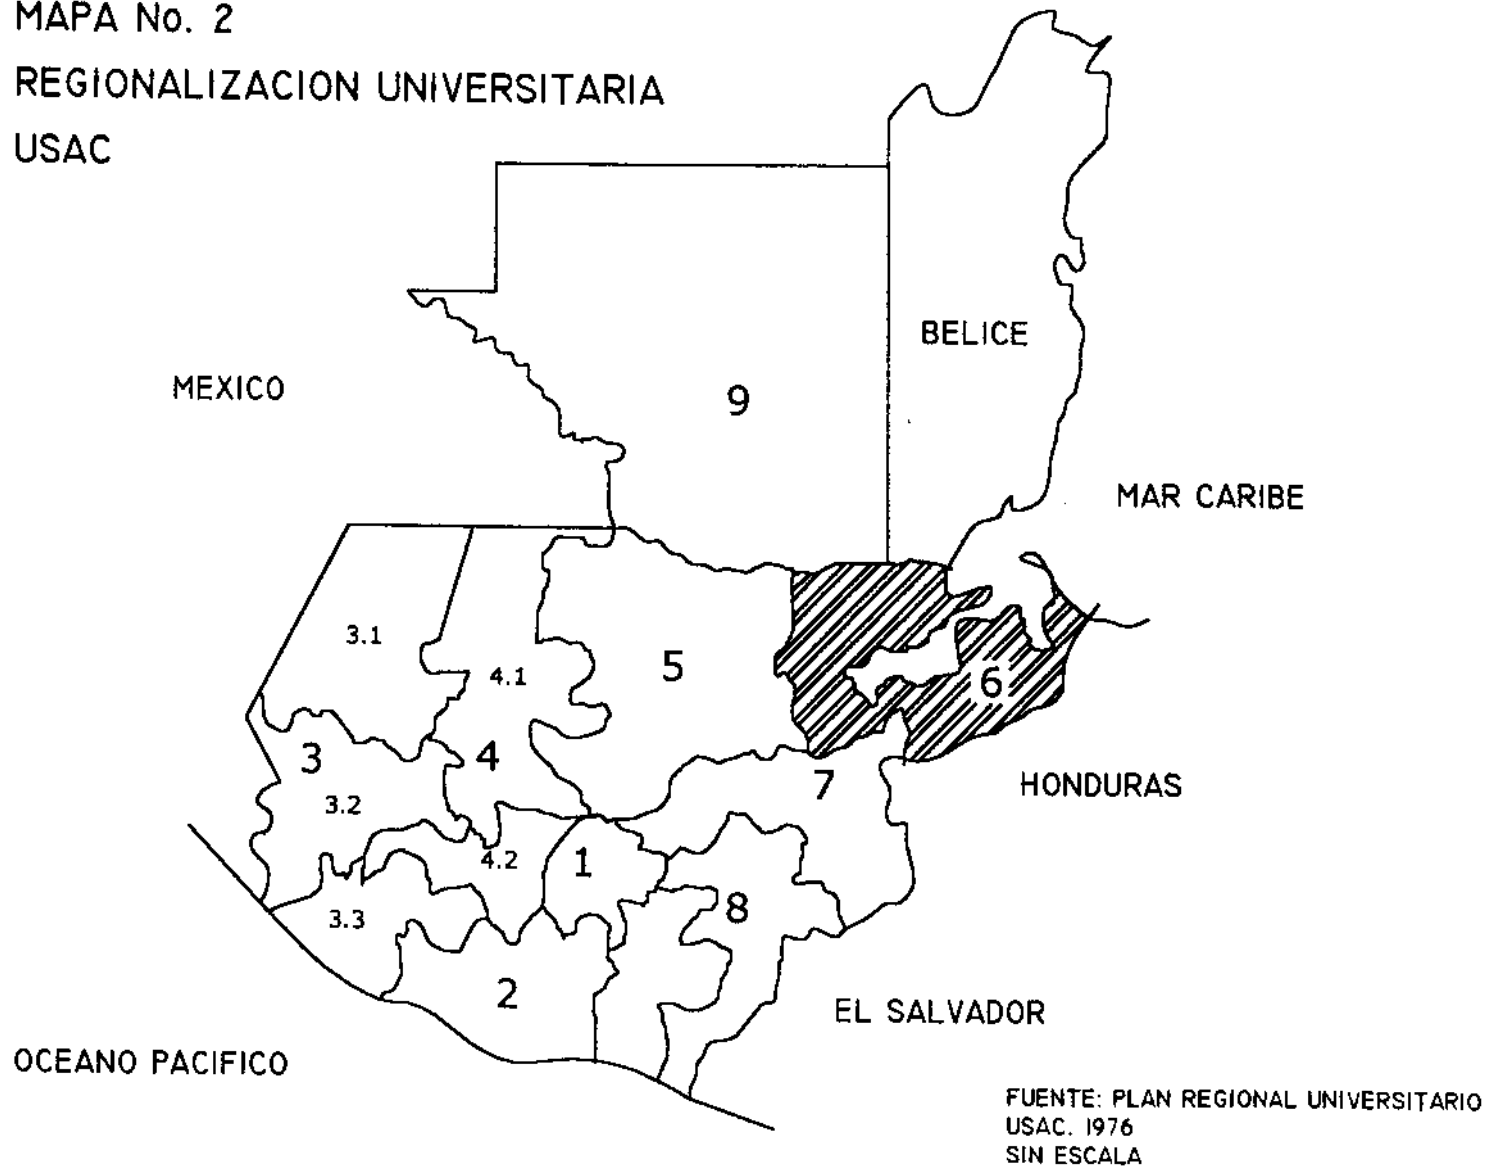 MAPA No. 2
REGIONALIZACION UNIVERSITARIA
USAC
BELICE
MEXICO
9
MAR CARIBE
3.1
5
4.1
6
3
4
7
HONDURAS
3.2
4.2
1
8
3.3
2
EL SALVADOR
OCEANO PACIFICO
FUENTE: PLAN REGIONAL UNIVERSITARIO
USAC. 1976
SIN ESCALA